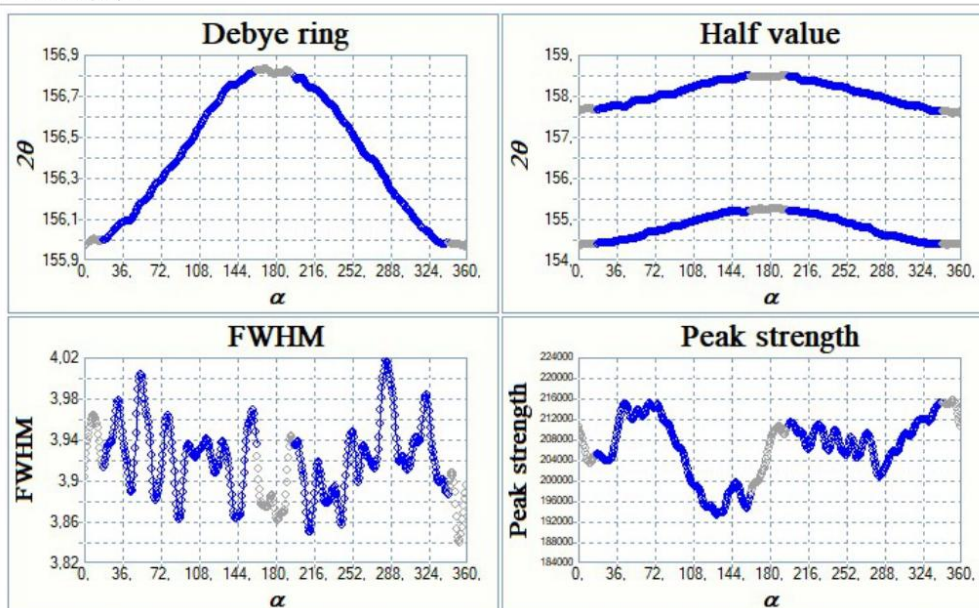 Debye ring
156,9
156,7
156,5
156,3
156,1
155,9
2θ
0, 36, 72, 108, 144, 180, 216, 252, 288, 324, 360,
α
Half value
159,
158,
157,
156,
155,
154,
2θ
0, 36, 72, 108, 144, 180, 216, 252, 288, 324, 360,
α
FWHM
4,02
3,98
3,94
3,9
3,86
3,82
FWHM
0, 36, 72, 108, 144, 180, 216, 252, 288, 324, 360,
α
Peak strength
224000
220000
216000
212000
208000
204000
200000
196000
192000
188000
184000
Peak strength
0, 36, 72, 108, 144, 180, 216, 252, 288, 324, 360,
α